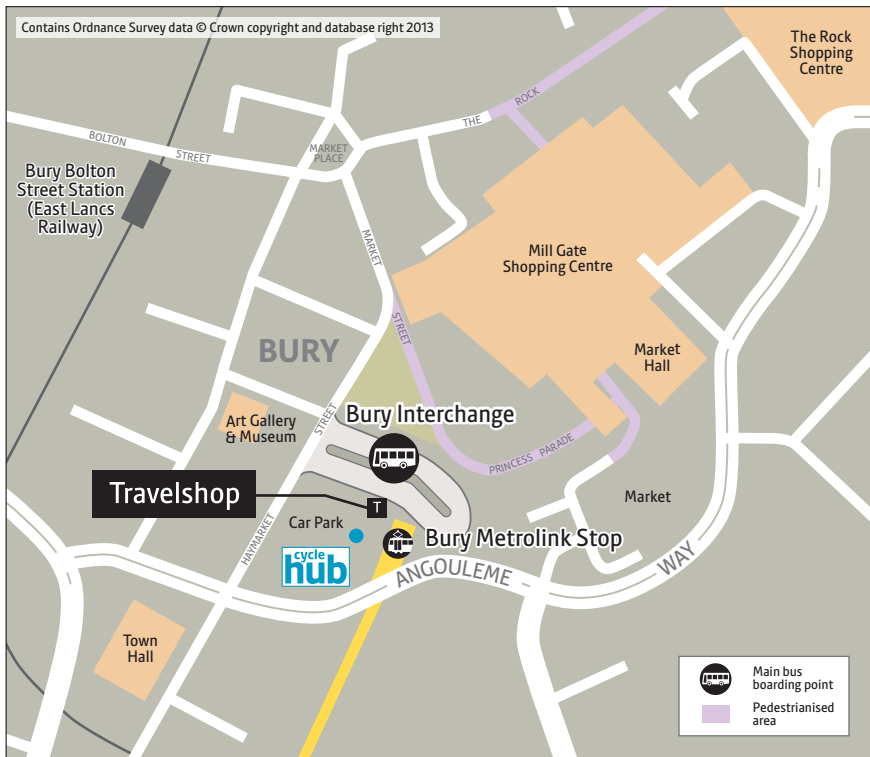 Contains Ordnance Survey data © Crown copyright and database right 2013
The Rock
Shopping
Centre
THE ROCK
BOLTON STREET
MARKET
PLACE
Bury Bolton
Street Station
(East Lancs
Railway)
MARKET STREET
Mill Gate
Shopping Centre
BURY
Market
Hall
Art Gallery
& Museum
Bury Interchange
HAYMARKET STREET
PRINCESS PARADE
Travelshop
T
Market
Car Park
Bury Metrolink Stop
cycle
hub
ANGOULEME WAY
Town
Hall
Main bus
boarding point
Pedestrianised
area